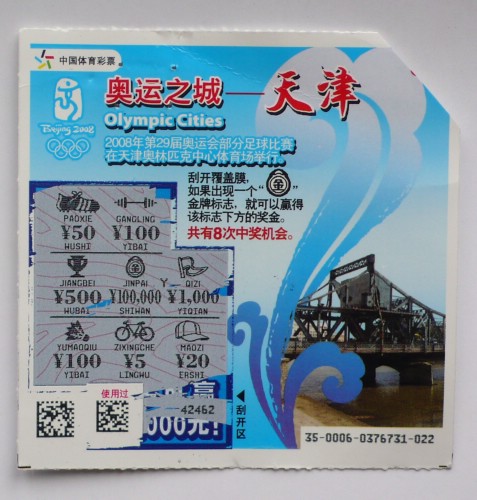 中国体育彩票
奥运之城—天津
Olympic Cities
Beijing 2008
2008年第29届奥运会部分足球比赛
在天津奥林匹克中心体育场举行。
刮开覆盖膜,
如果出现一个“金”
金牌标志,就可以赢得
该标志下方的奖金。
共有8次中奖机会。
PAOXIE GANGLING
¥50 ¥100
WUSHI YIBAI
JIANGBEI JINPAI Y QIZI
¥500 ¥100,000 ¥1,000
WUBAI SHIWAN YIQIAN
YUMAOQIU ZIXINGCHE MAOZI
¥100 ¥5 ¥20
YIBAI LINGWU ERSHI
使用过
赢
42462
000元!
刮开区
35-0006-0376731-022